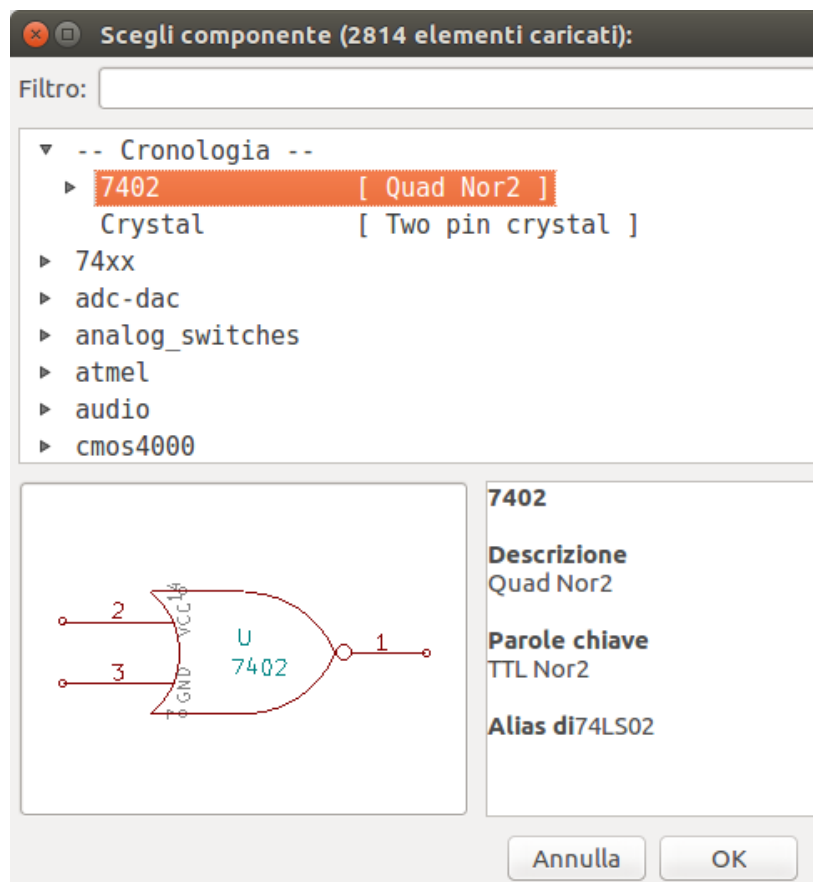 Scegli componente (2814 elementi caricati):
Filtro:
-- Cronologia --
7402 [ Quad Nor2 ]
Crystal [ Two pin crystal ]
74xx
adc-dac
analog_switches
atmel
audio
cmos4000
14
VCC
2
U
7402
1
3
GND
7
7402
Descrizione
Quad Nor2
Parole chiave
TTL Nor2
Alias di74LS02
Annulla OK